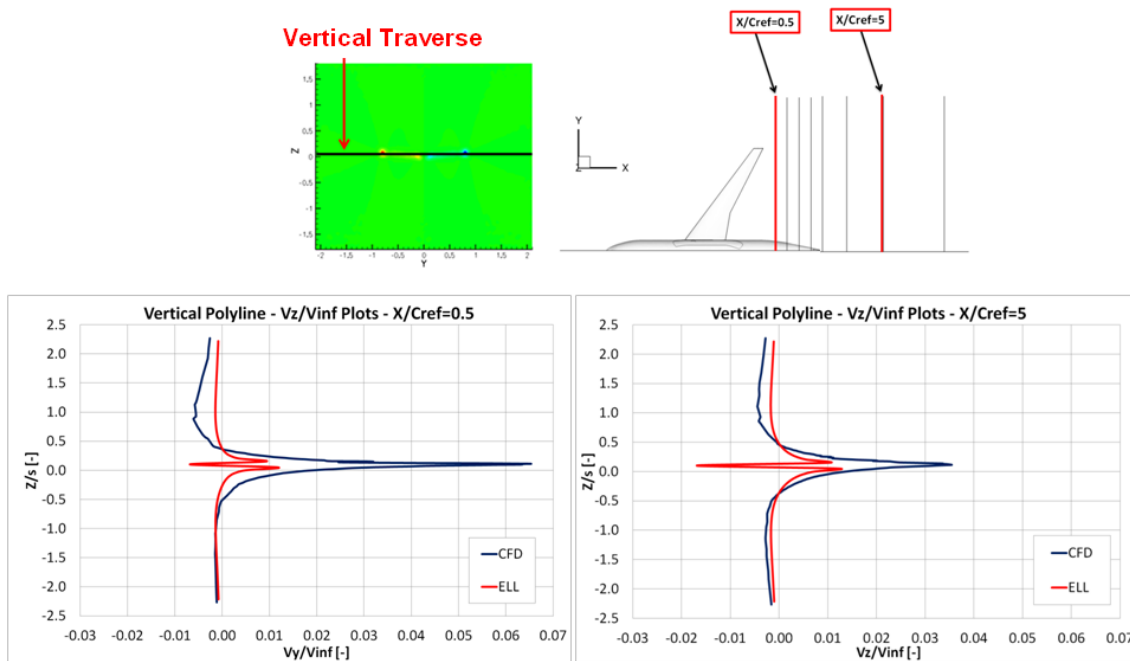 Vertical Traverse
X/Cref=0.5
X/Cref=5
1.5
1
0.5
0
-0.5
-1
-1.5
-2
-1.5
-1
-0.5
0
0.5
1
1.5
2
Z
Y
Y
Z
X
Vertical Polyline - Vz/Vinf Plots - X/Cref=0.5
2.5
2.0
1.5
1.0
0.5
0.0
-0.5
-1.0
-1.5
-2.0
-2.5
Z/s [-]
CFD
ELL
-0.03 -0.02 -0.01 0.00 0.01 0.02 0.03 0.04 0.05 0.06 0.07
Vy/Vinf [-]
Vertical Polyline - Vz/Vinf Plots - X/Cref=5
2.5
2.0
1.5
1.0
0.5
0.0
-0.5
-1.0
-1.5
-2.0
-2.5
Z/s [-]
CFD
ELL
-0.03 -0.02 -0.01 0.00 0.01 0.02 0.03 0.04 0.05 0.06 0.07
Vz/Vinf [-]